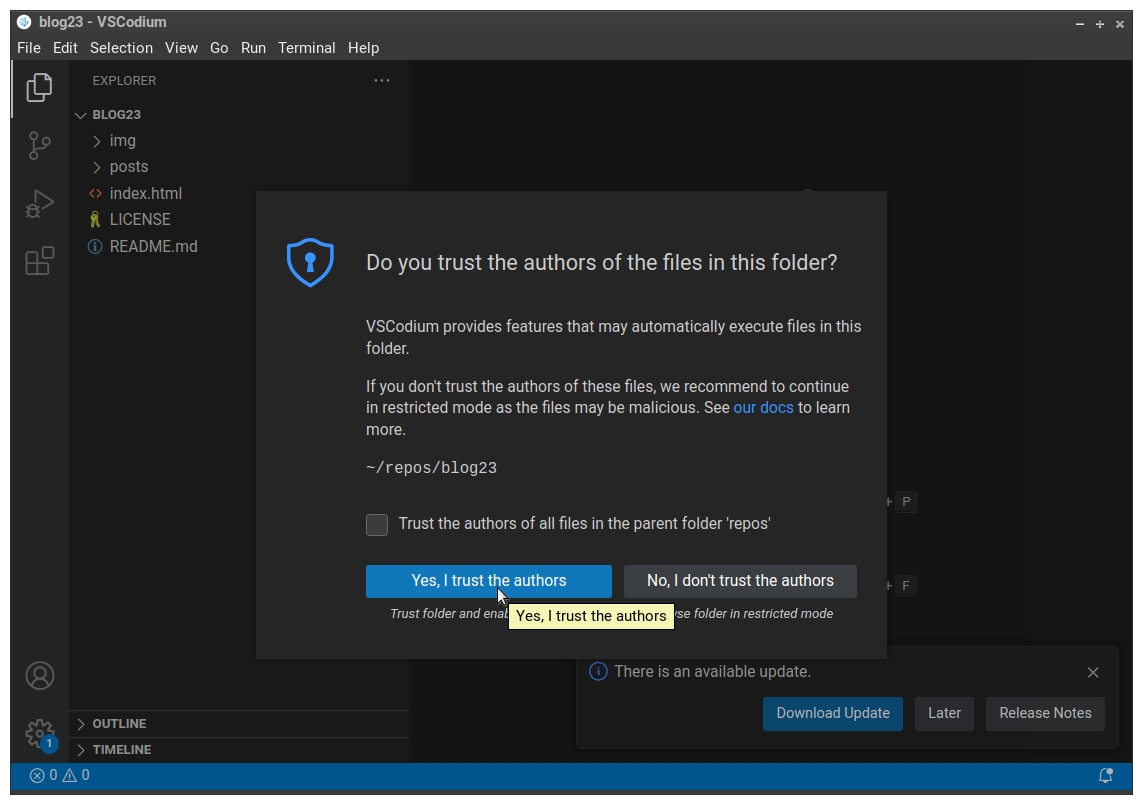 blog23 - VSCodium
File Edit Selection View Go Run Terminal Help
EXPLORER
BLOG23
img
posts
index.html
LICENSE
README.md
Do you trust the authors of the files in this folder?
VSCodium provides features that may automatically execute files in this
folder.
If you don't trust the authors of these files, we recommend to continue
in restricted mode as the files may be malicious. See our docs to learn
more.
~/repos/blog23
Trust the authors of all files in the parent folder 'repos'
Yes, I trust the authors
No, I don't trust the authors
Trust folder and
folder in restricted mode
Yes, I trust the authors
+ P
+ F
There is an available update.
Download Update
Later
Release Notes
1
OUTLINE
TIMELINE
0 0